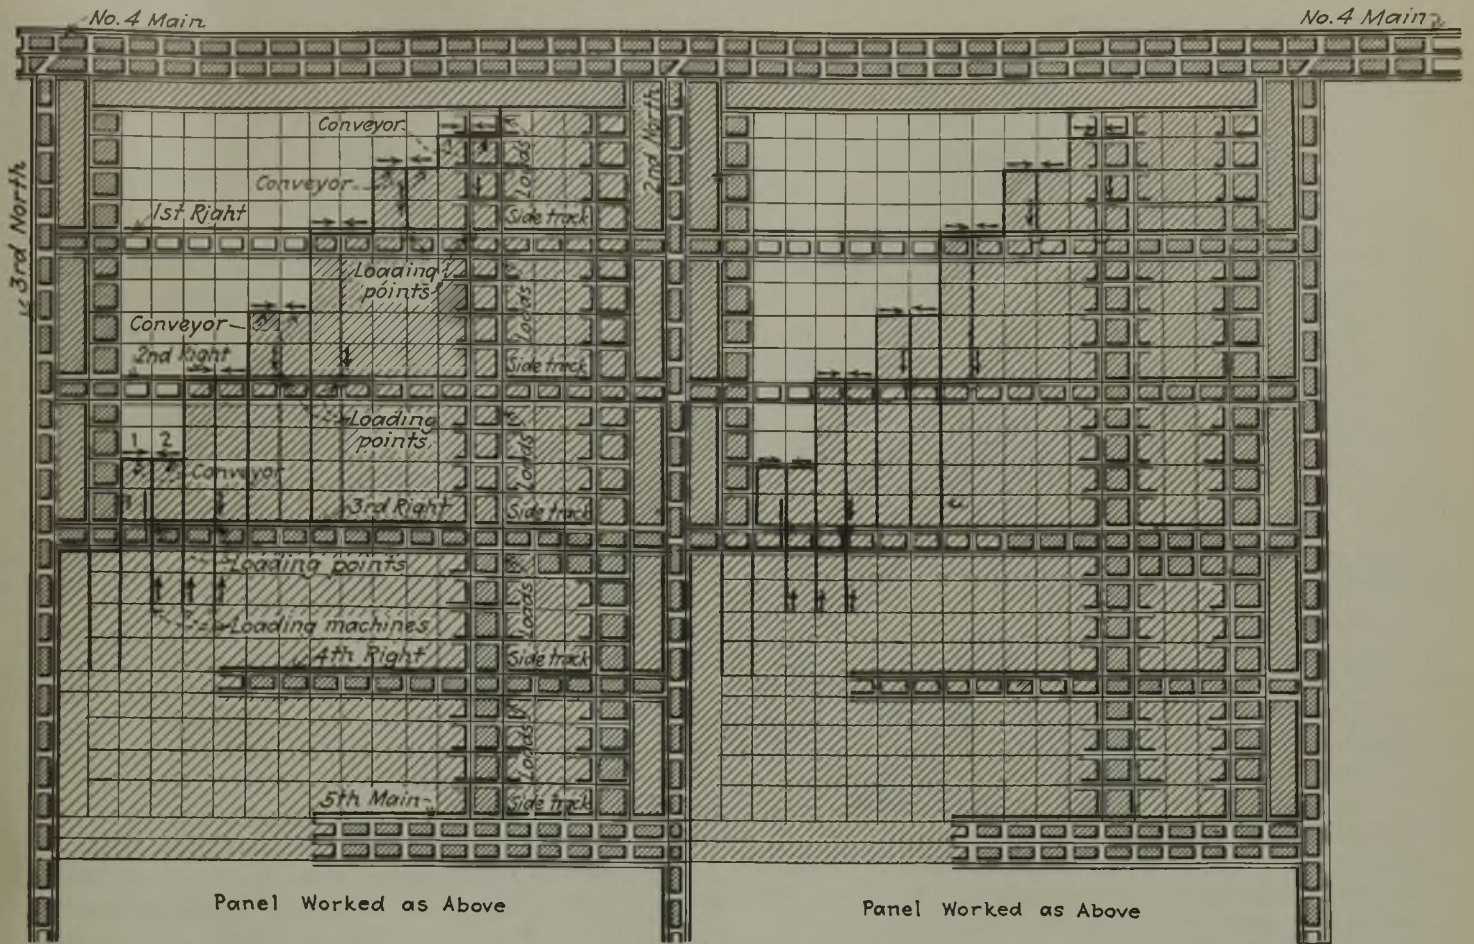 No. 4 Main
No. 4 Main
3rd North
2nd North
Conveyor
Conveyor
1st Right
Loads
Side track
Loading
points
Conveyor
Loads
2nd Right
Side track
Loading
points
1 2
Conveyor
Loads
3rd Right
Side track
Loading points
Loads
Loading machines
4th Right
Side track
Loads
5th Main
Side track
Panel Worked as Above
Panel Worked as Above